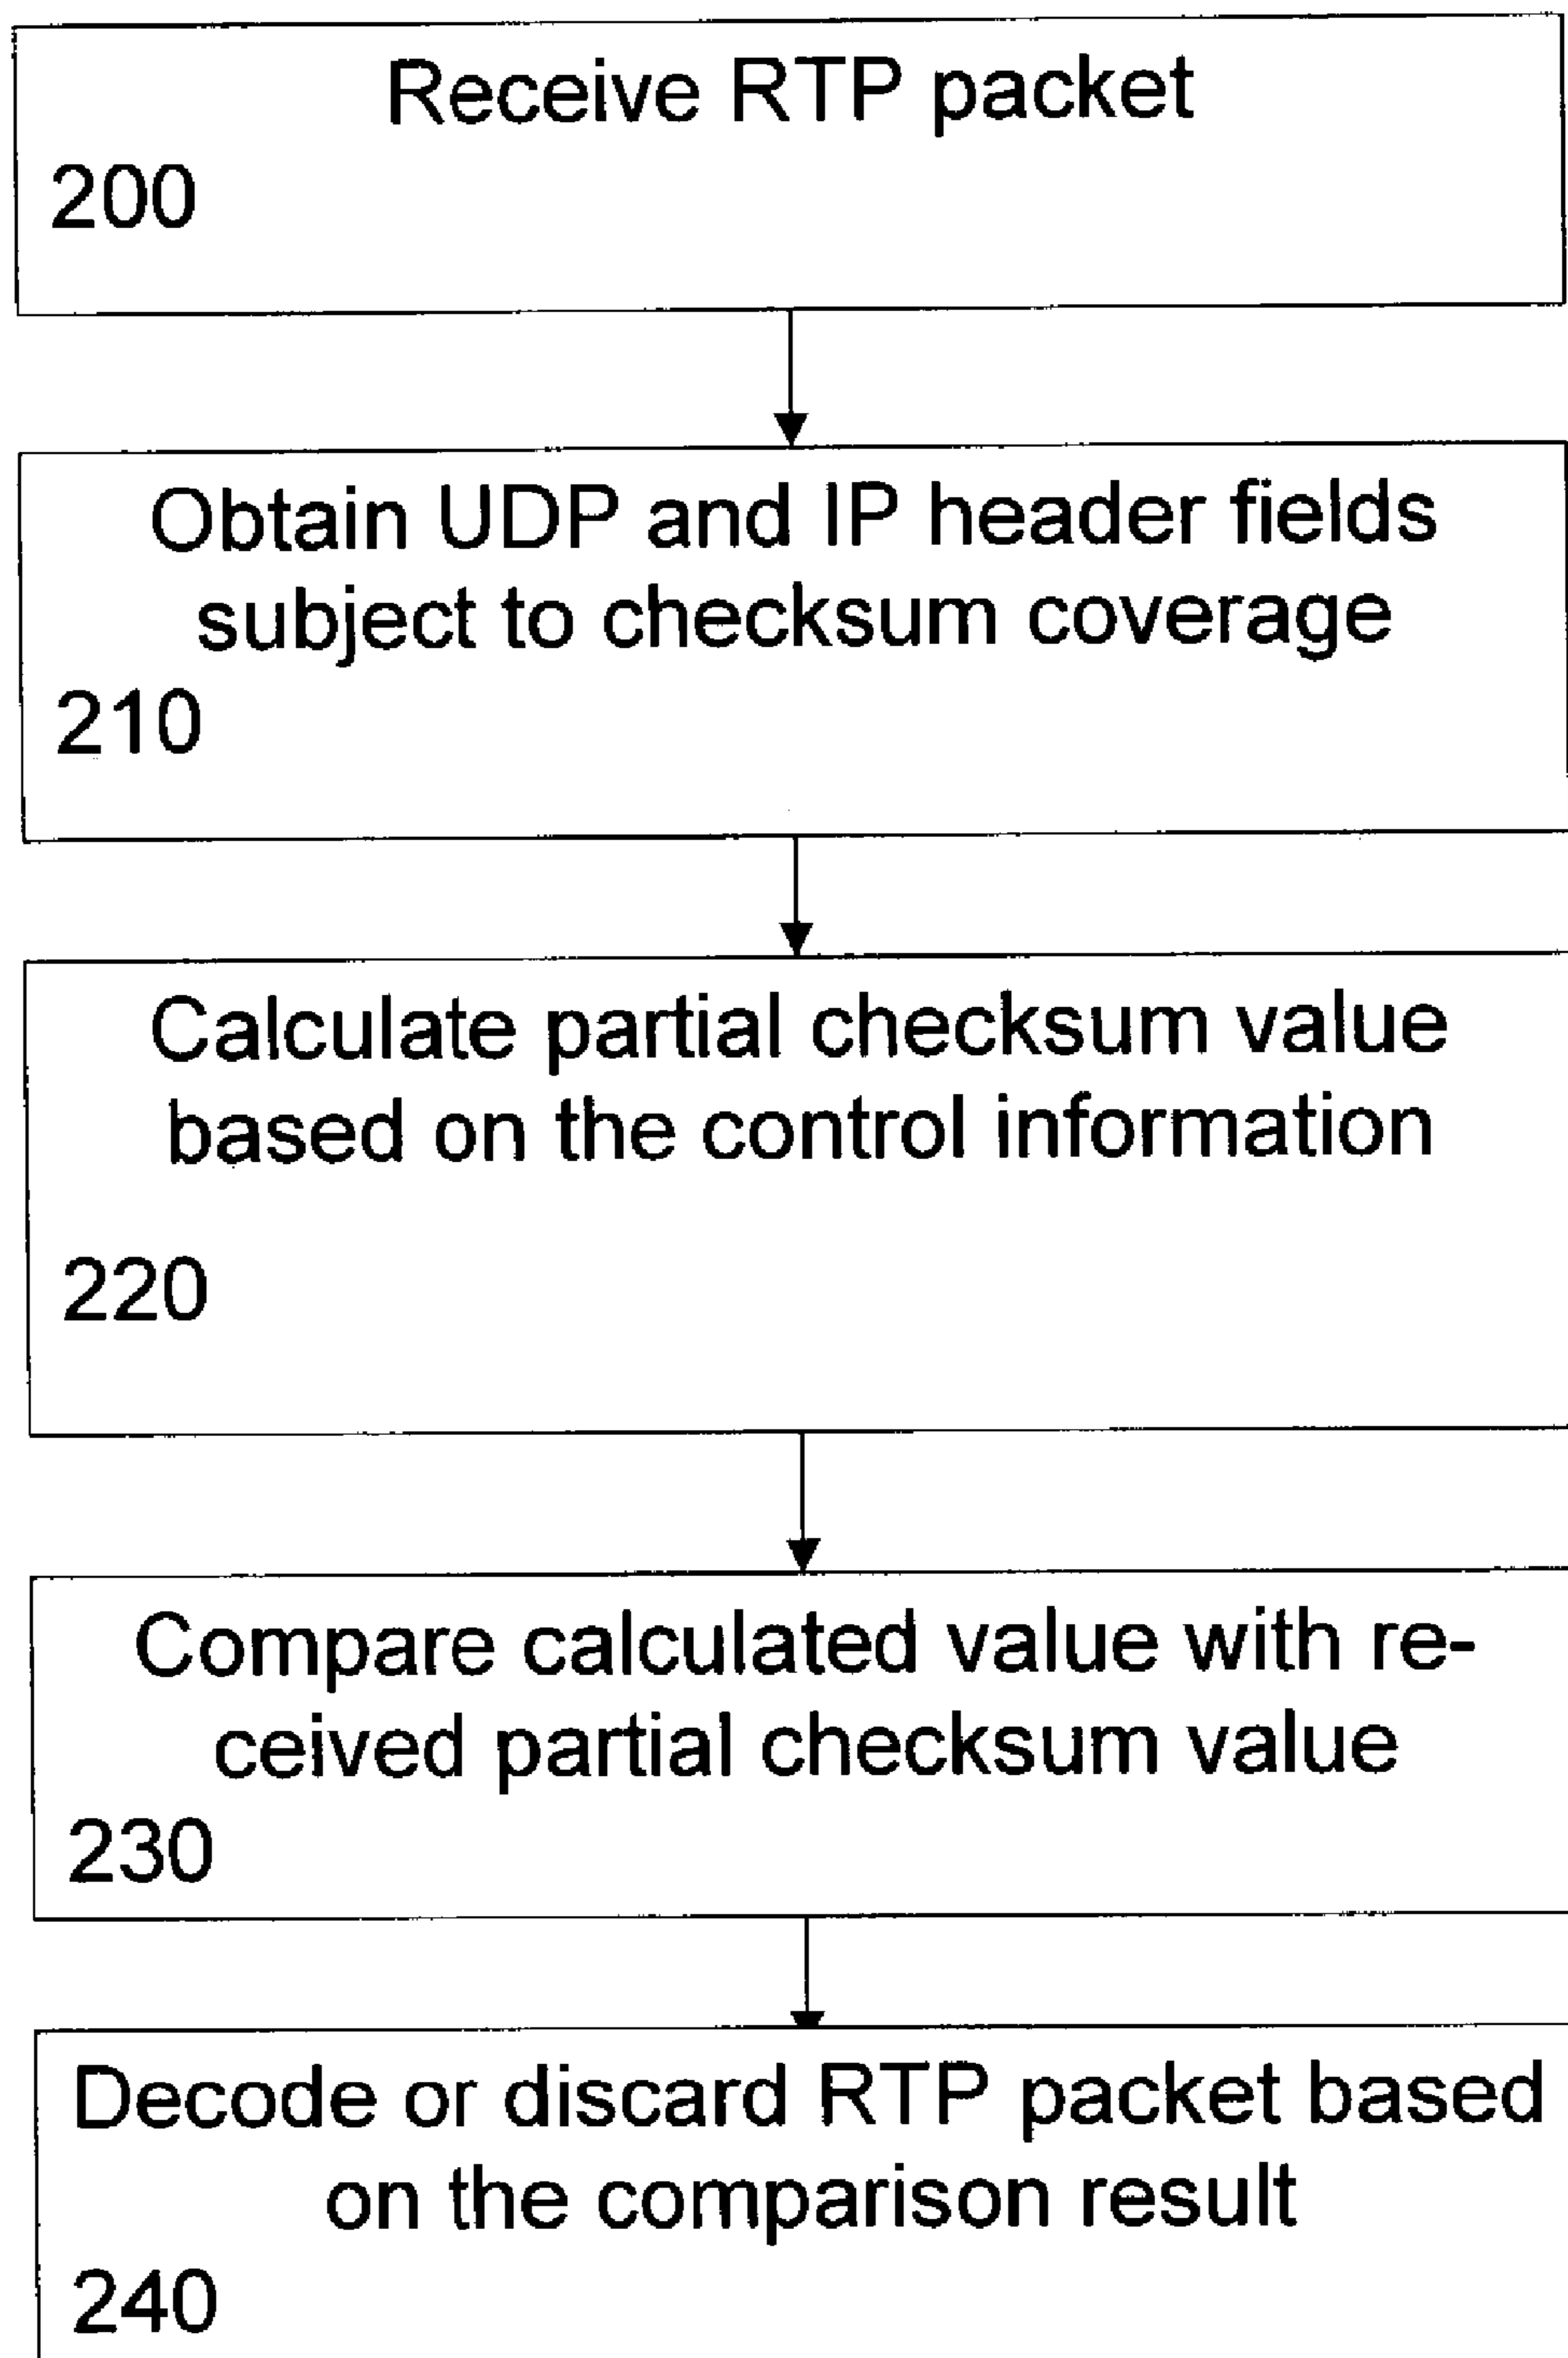 Receive RTP packet
200
Obtain UDP and IP header fields
subject to checksum coverage
210
Calculate partial checksum value
based on the control information
220
Compare calculated value with re-
ceived partial checksum value
230
Decode or discard RTP packet based
on the comparison result
240